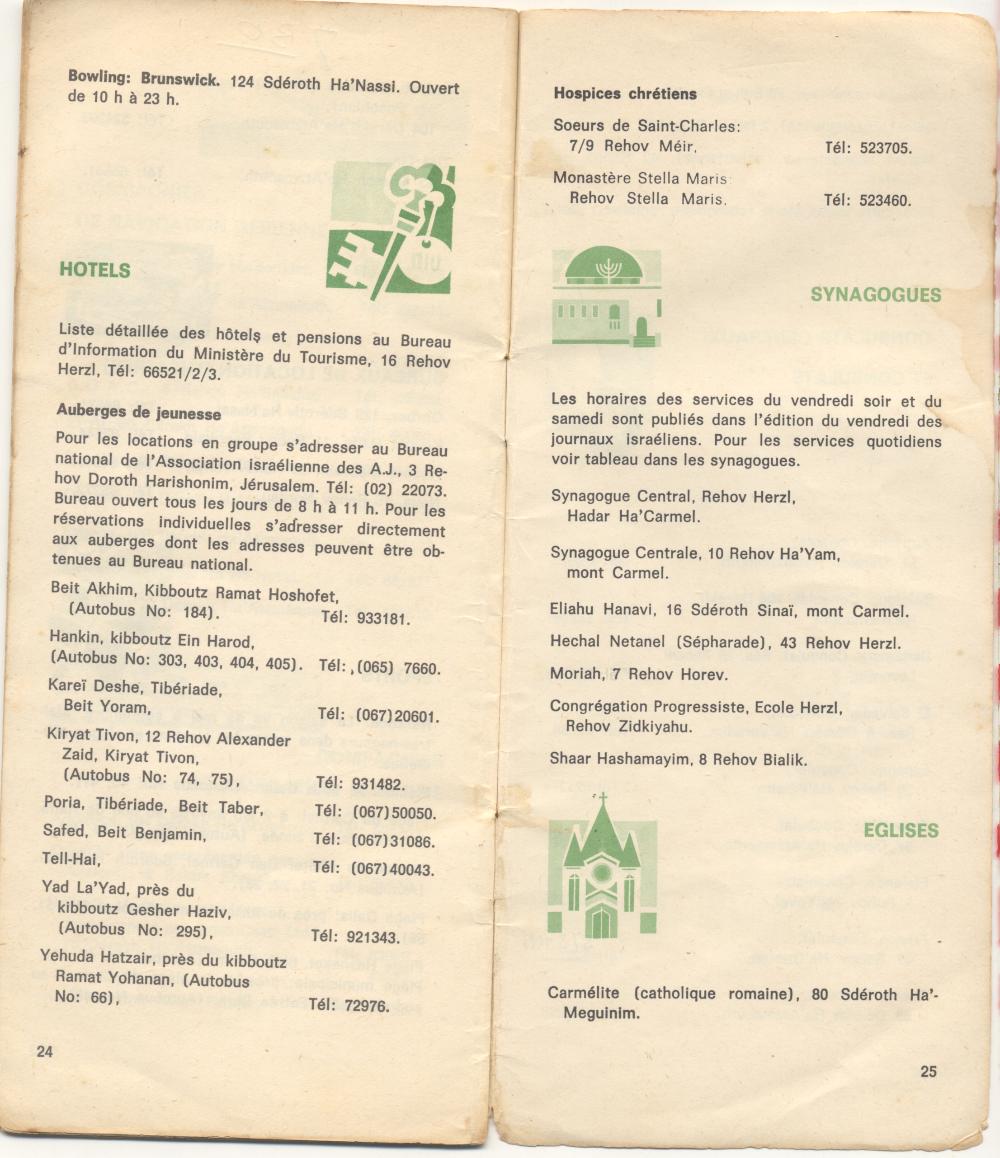 Bowling: Brunswick. 124 Sdéroth Ha'Nassi. Ouvert
de 10 h à 23 h.
HOTELS
Liste détaillée des hôtels et pensions au Bureau
d'Information du Ministère du Tourisme, 16 Rehov
Herzl, Tél: 66521/2/3.
Auberges de jeunesse
Pour les locations en groupe s'adresser au Bureau
national de l'Association israélienne des A.J., 3 Re-
hov Doroth Harishonim, Jérusalem. Tél: (02) 22073.
Bureau ouvert tous les jours de 8 h à 11 h. Pour les
réservations individuelles s'adresser directement
aux auberges dont les adresses peuvent être ob-
tenues au Bureau national.
Beit Akhim, Kibboutz Ramat Hoshofet,
(Autobus No: 184). Tél: 933181.
Hankin, kibboutz Ein Harod,
(Autobus No: 303, 403, 404, 405). Tél: ,(065) 7660.
Kareï Deshe, Tibériade,
Beit Yoram, Tél: (067)20601.
Kiryat Tivon, 12 Rehov Alexander
Zaid, Kiryat Tivon,
(Autobus No: 74, 75), Tél: 931482.
Poria, Tibériade, Beit Taber, Tél: (067)50050.
Safed, Beit Benjamin, Tél: (067)31086.
Tell-Hai, Tél: (067)40043.
Yad La'Yad, près du
kibboutz Gesher Haziv,
(Autobus No: 295), Tél: 921343.
Yehuda Hatzair, près du kibboutz
Ramat Yohanan, (Autobus
No: 66), Tél: 72976.
24
Hospices chrétiens
Soeurs de Saint-Charles:
7/9 Rehov Méir, Tél: 523705.
Monastère Stella Maris:
Rehov Stella Maris. Tél: 523460.
SYNAGOGUES
Les horaires des services du vendredi soir et du
samedi sont publiés dans l'édition du vendredi des
journaux israéliens. Pour les services quotidiens
voir tableau dans les synagogues.
Synagogue Central, Rehov Herzl,
Hadar Ha'Carmel.
Synagogue Centrale, 10 Rehov Ha'Yam,
mont Carmel.
Eliahu Hanavi, 16 Sdéroth Sinaï, mont Carmel.
Hechal Netanel (Sépharade), 43 Rehov Herzl.
Moriah, 7 Rehov Horev.
Congrégation Progressiste, Ecole Herzl,
Rehov Zidkiyahu.
Shaar Hashamayim, 8 Rehov Bialik.
EGLISES
Carmélite (catholique romaine), 80 Sdéroth Ha'-
Meguinim.
25